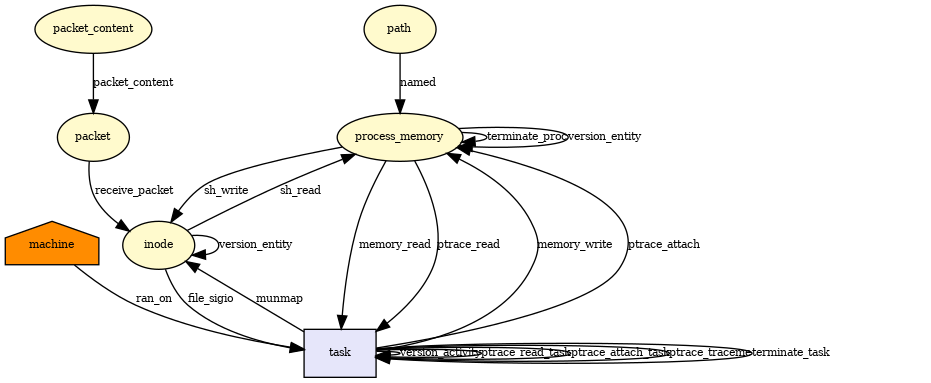 packet_content
path
packet_content
named
packet
process_memory
terminate_proc
version_entity
receive_packet
sh_write
sh_read
machine
inode
version_entity
memory_read
ptrace_read
memory_write
ptrace_attach
ran_on
file_sigio
munmap
task
version_activity
ptrace_read_task
ptrace_attach_task
ptrace_traceme
terminate_task